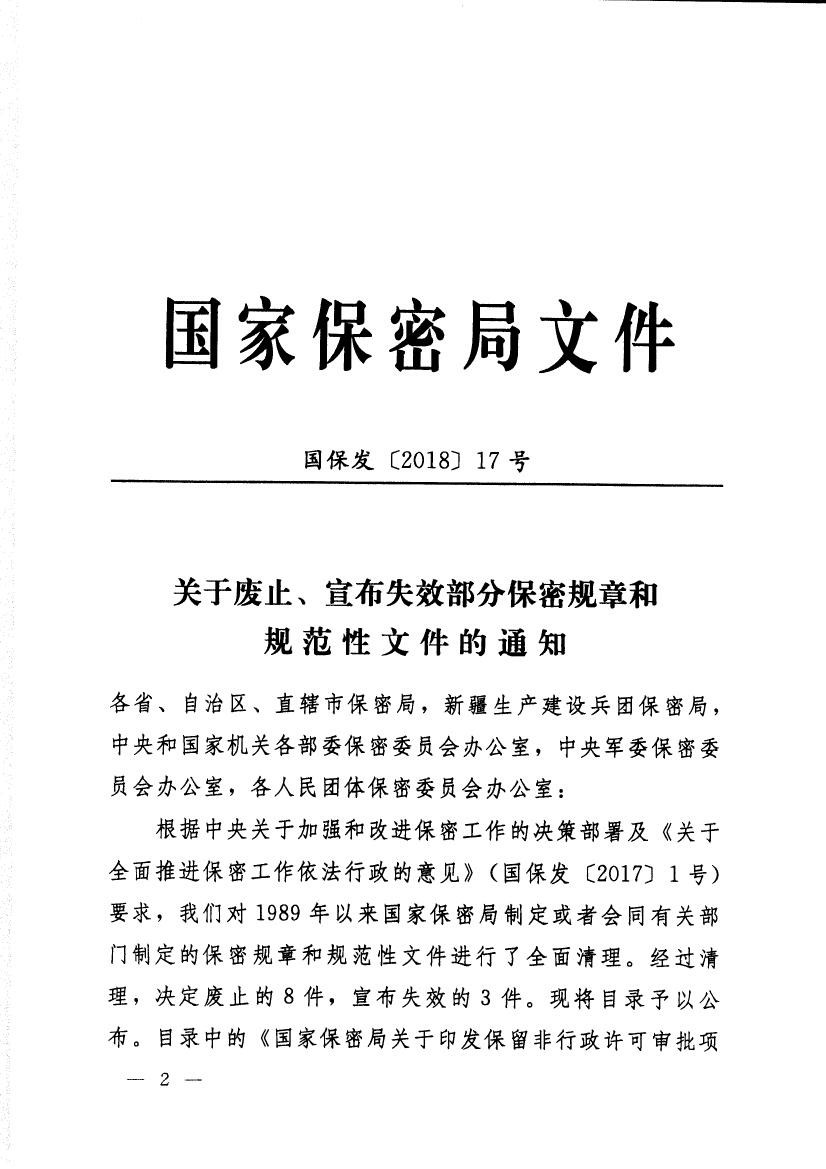 国家保密局文件
国保发〔2018〕17号
关于废止、宣布失效部分保密规章和
规范性文件的通知
各省、自治区、直辖市保密局，新疆生产建设兵团保密局，
中央和国家机关各部委保密委员会办公室，中央军委保密委
员会办公室，各人民团体保密委员会办公室：
根据中央关于加强和改进保密工作的决策部署及《关于
全面推进保密工作依法行政的意见》（国保发〔2017〕1号）
要求，我们对1989年以来国家保密局制定或者会同有关部
门制定的保密规章和规范性文件进行了全面清理。经过清
理，决定废止的8件，宣布失效的3件。现将目录予以公
布。目录中的《国家保密局关于印发保留非行政许可审批项
— 2 —